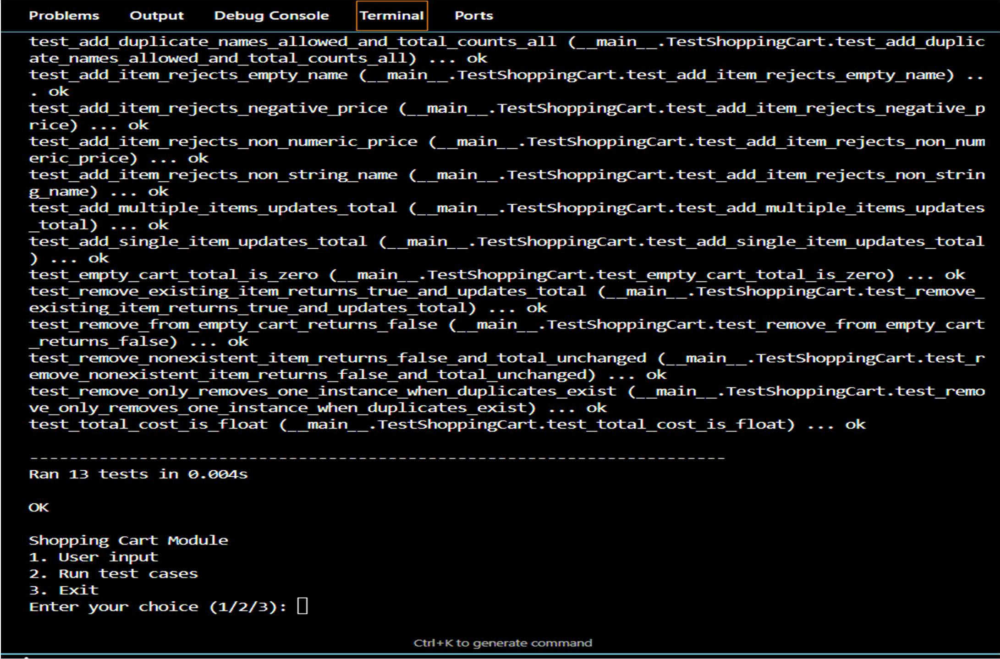 Problems Output Debug Console Terminal Ports
test_add_duplicate_names_allowed_and_total_counts_all (__main__.TestShoppingCart.test_add_duplic
ate_names_allowed_and_total_counts_all) ... ok
test_add_item_rejects_empty_name (__main__.TestShoppingCart.test_add_item_rejects_empty_name) ..
. ok
test_add_item_rejects_negative_price (__main__.TestShoppingCart.test_add_item_rejects_negative_p
rice) ... ok
test_add_item_rejects_non_numeric_price (__main__.TestShoppingCart.test_add_item_rejects_non_num
eric_price) ... ok
test_add_item_rejects_non_string_name (__main__.TestShoppingCart.test_add_item_rejects_non_strin
g_name) ... ok
test_add_multiple_items_updates_total (__main__.TestShoppingCart.test_add_multiple_items_updates
_total) ... ok
test_add_single_item_updates_total (__main__.TestShoppingCart.test_add_single_item_updates_total
) ... ok
test_empty_cart_total_is_zero (__main__.TestShoppingCart.test_empty_cart_total_is_zero) ... ok
test_remove_existing_item_returns_true_and_updates_total (__main__.TestShoppingCart.test_remove_
existing_item_returns_true_and_updates_total) ... ok
test_remove_from_empty_cart_returns_false (__main__.TestShoppingCart.test_remove_from_empty_cart
_returns_false) ... ok
test_remove_nonexistent_item_returns_false_and_total_unchanged (__main__.TestShoppingCart.test_r
emove_nonexistent_item_returns_false_and_total_unchanged) ... ok
test_remove_only_removes_one_instance_when_duplicates_exist (__main__.TestShoppingCart.test_remo
ve_only_removes_one_instance_when_duplicates_exist) ... ok
test_total_cost_is_float (__main__.TestShoppingCart.test_total_cost_is_float) ... ok
----------------------------------------------------------------------
Ran 13 tests in 0.004s
OK
Shopping Cart Module
1. User input
2. Run test cases
3. Exit
Enter your choice (1/2/3):
Ctrl+K to generate command